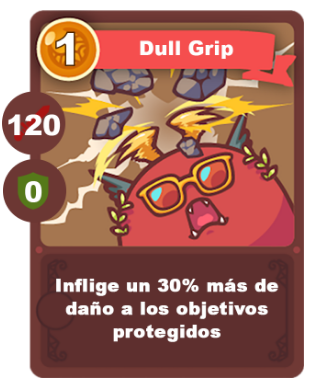 1
Dull Grip
120
0
Inflige un 30% más de
daño a los objetivos
protegidos